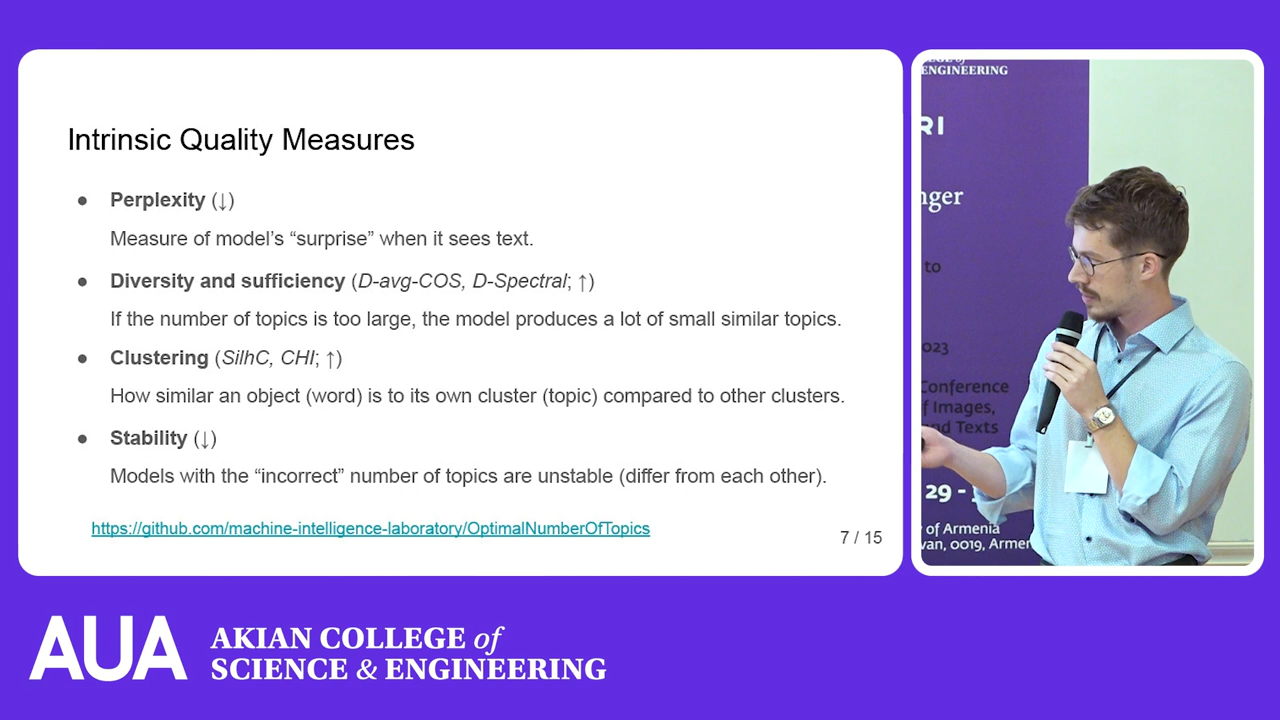 Intrinsic Quality Measures
● Perplexity (↓)
Measure of model's “surprise” when it sees text.
● Diversity and sufficiency (D-avg-COS, D-Spectral; ↑)
If the number of topics is too large, the model produces a lot of small similar topics.
● Clustering (SilhC, CHI; ↑)
How similar an object (word) is to its own cluster (topic) compared to other clusters.
● Stability (↓)
Models with the “incorrect” number of topics are unstable (differ from each other).
https://github.com/machine-intelligence-laboratory/OptimalNumberOfTopics
7 / 15
ENGINEERING
RI
nger
to
023
Conference
f Images,
nd Texts
29 -
y of Armenia
van, 0019, Armen
AUA
AKIAN COLLEGE of
SCIENCE & ENGINEERING